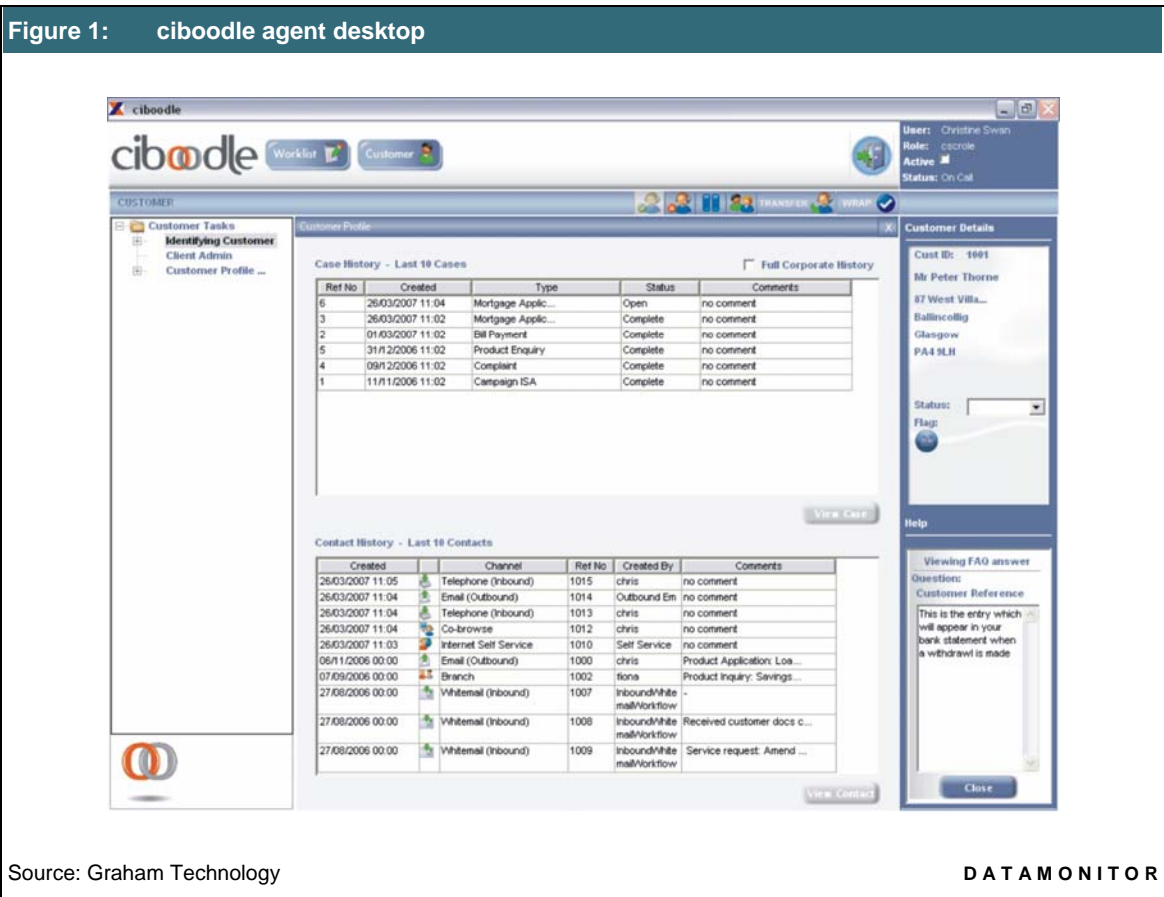 Figure 1: ciboodle agent desktop
ciboodle
ciboodle Worklist Customer
User: Christine Swan
Role: cscrole
Active
Status: On Call
CUSTOMER TRANSFER WRAP
Customer Tasks
Identifying Customer
Client Admin
Customer Profile ...
Customer Profile X
Case History - Last 10 Cases Full Corporate History
Ref No Created Type Status Comments
6 26/03/2007 11:04 Mortgage Applic... Open no comment
3 26/03/2007 11:02 Mortgage Applic... Complete no comment
2 01/03/2007 11:02 Bill Payment Complete no comment
5 31/12/2006 11:02 Product Enquiry Complete no comment
4 09/12/2006 11:02 Complaint Complete no comment
1 11/11/2006 11:02 Campaign ISA Complete no comment
View Case
Contact History - Last 10 Contacts
Created Channel Ref No Created By Comments
26/03/2007 11:05 Telephone (Inbound) 1015 chris no comment
26/03/2007 11:04 Email (Outbound) 1014 Outbound Em no comment
26/03/2007 11:04 Telephone (Inbound) 1013 chris no comment
26/03/2007 11:04 Co-browse 1012 chris no comment
26/03/2007 11:03 Internet Self Service 1010 Self Service no comment
06/11/2006 00:00 Email (Outbound) 1000 chris Product Application: Loa...
07/09/2006 00:00 Branch 1002 fiona Product Inquiry: Savings...
27/08/2006 00:00 Whitemail (Inbound) 1007 InboundWhite -
mailWorkflow
27/08/2006 00:00 Whitemail (Inbound) 1008 InboundWhite Received customer docs c...
mailWorkflow
27/08/2006 00:00 Whitemail (Inbound) 1009 InboundWhite Service request: Amend ...
mailWorkflow
View Contact
Customer Details
Cust ID: 1001
Mr Peter Thorne
87 West Villa...
Ballincollig
Glasgow
PA4 9LH
Status:
Flag:
Help
Viewing FAQ answer
Question:
Customer Reference
This is the entry which
will appear in your
bank statement when
a withdrawl is made
Close
Source: Graham Technology
DATAMONITOR